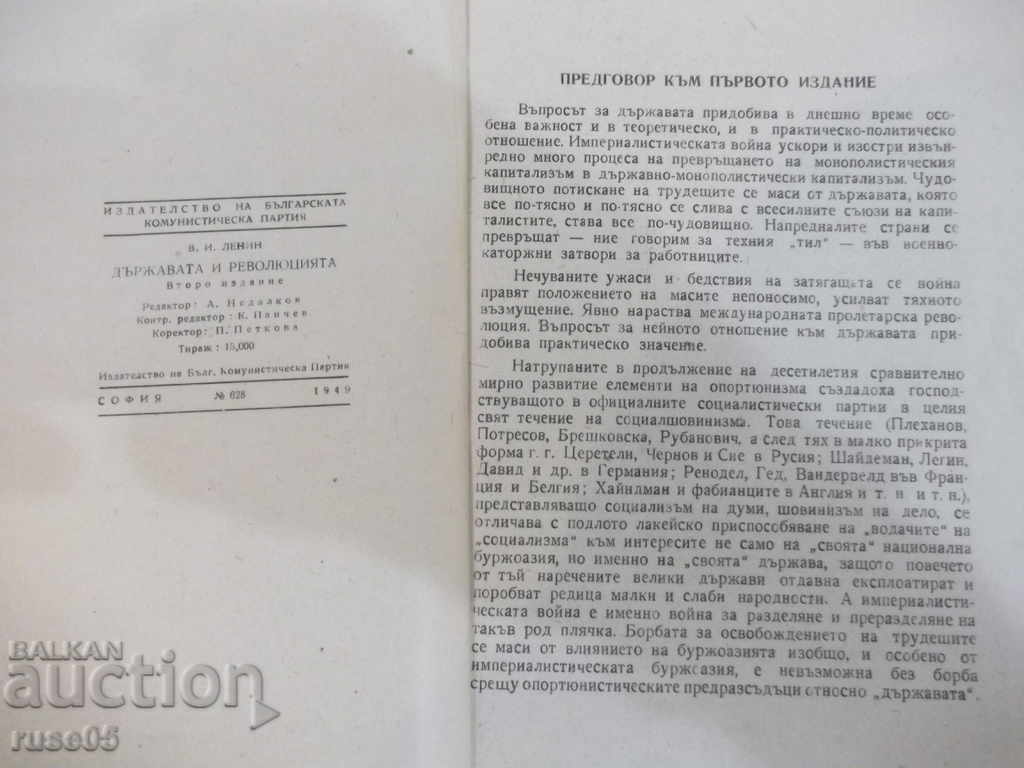 ИЗДАТЕЛСТВО НА БЪЛГАРСКАТА
КОМУНИСТИЧЕСКА ПАРТИЯ
В. И. ЛЕНИН
ДЪРЖАВАТА И РЕВОЛЮЦИЯТА
Второ издание
Редактор: А. Недялков
Контр. редактор: К. Панчев
Коректор: П. Петкова
Тираж: 15,000
Издателство на Бълг. Комунистическа Партия
СОФИЯ № 628 1949
ПРЕДГОВОР КЪМ ПЪРВОТО ИЗДАНИЕ
Въпросът за държавата придобива в днешно време осо-
бена важност и в теоретическо, и в практическо-политическо
отношение. Империалистическата война ускори и изостри извън-
редно много процеса на превръщането на монополистическия
капитализъм в държавно-монополистически капитализъм. Чудо-
вищното потискане на трудещите се маси от държавата, която
все по-тясно и по-тясно се слива с всесилните съюзи на капи-
талистите, става все по-чудовищно. Напредналите страни се
превръщат — ние говорим за техния „тил“ — във военно-
каторжни затвори за работниците.
Нечуваните ужаси и бедствия на затягащата се война
правят положението на масите непоносимо, усилват тяхното
възмущение. Явно нараства международната пролетарска рево-
люция. Въпросът за нейното отношение към държавата при-
добива практическо значение.
Натрупаните в продължение на десетилетия сравнително
мирно развитие елементи на опортюнизма създадоха господ-
ствуващото в официалните социалистически партии в целия
свят течение на социалшовинизма. Това течение (Плеханов,
Потресов, Брешковска, Рубанович, а след тях в малко прикрита
форма г. г. Церетели, Чернов и Сие в Русия; Шайдеман, Легин,
Давид и др. в Германия; Ренодел, Гед, Вандервелд във Фран-
ция и Белгия; Хайндман и фабианците в Англия и т. н. и т. н.),
представляващо социализъм на думи, шовинизъм на дело, се
отличава с подлото лакейско приспособяване на „водачите“ на
„социализма“ към интересите не само на „своята“ национална
буржоазия, но именно на „своята“ държава, защото повечето
от тъй наречените велики държави отдавна експлоатират и
поробват редица малки и слаби народности. А империалисти-
ческата война е именно война за разделяне и преразделяне на
такъв род плячка. Борбата за освобождението на трудещите
се маси от влиянието на буржоазията изобщо, и особено от
империалистическата буржоазия, е невъзможна без борба
срещу опортюнистическите предразсъдъци относно „държавата“.
BALKAN
auction
ruse05